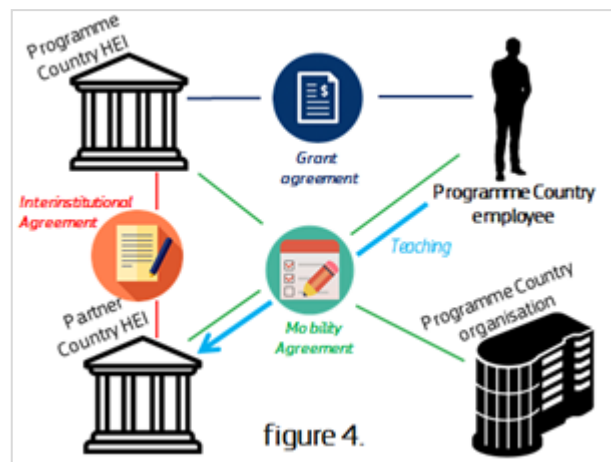 Programme
Country HEI
$
Grant
agreement
Programme Country
employee
Interinstitutional
Agreement
Teaching
Partner
Country HEI
Mobility
Agreement
Programme Country
organisation
figure 4.